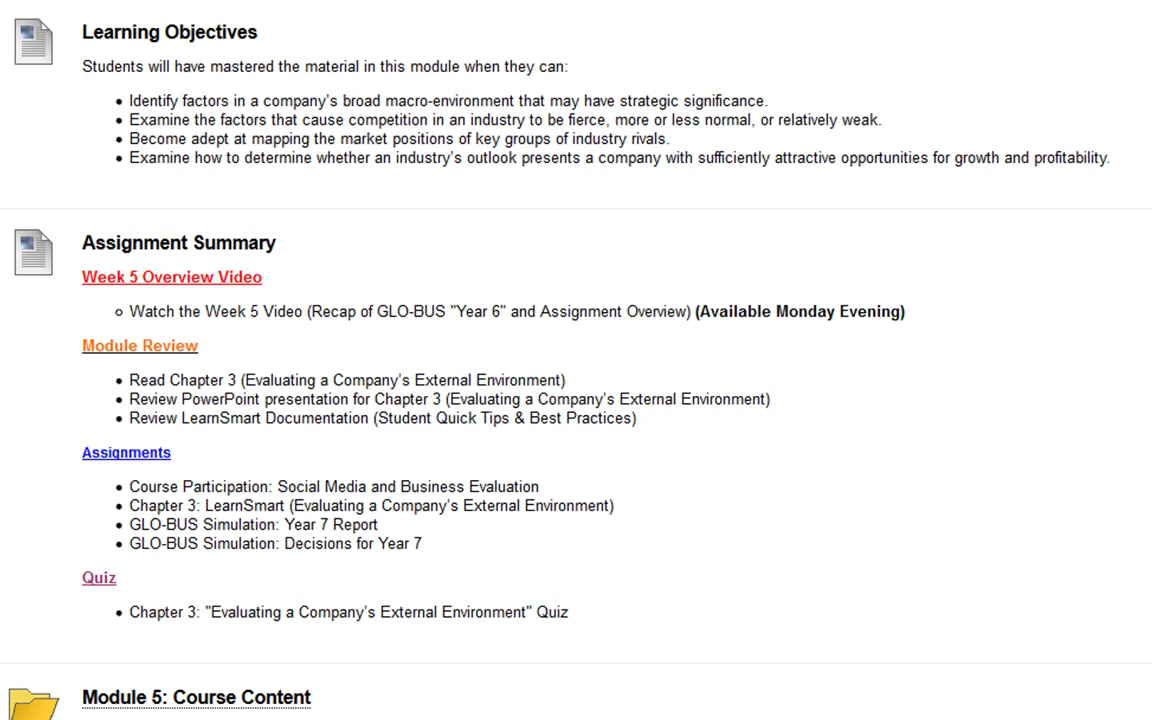 Learning Objectives
Students will have mastered the material in this module when they can:
Identify factors in a company's broad macro-environment that may have strategic significance.
Examine the factors that cause competition in an industry to be fierce, more or less normal, or relatively weak.
Become adept at mapping the market positions of key groups of industry rivals.
Examine how to determine whether an industry's outlook presents a company with sufficiently attractive opportunities for growth and profitability.
Assignment Summary
Week 5 Overview Video
Watch the Week 5 Video (Recap of GLO-BUS "Year 6" and Assignment Overview) (Available Monday Evening)
Module Review
Read Chapter 3 (Evaluating a Company's External Environment)
Review PowerPoint presentation for Chapter 3 (Evaluating a Company's External Environment)
Review LearnSmart Documentation (Student Quick Tips & Best Practices)
Assignments
Course Participation: Social Media and Business Evaluation
Chapter 3: LearnSmart (Evaluating a Company's External Environment)
GLO-BUS Simulation: Year 7 Report
GLO-BUS Simulation: Decisions for Year 7
Quiz
Chapter 3: "Evaluating a Company's External Environment" Quiz
Module 5: Course Content